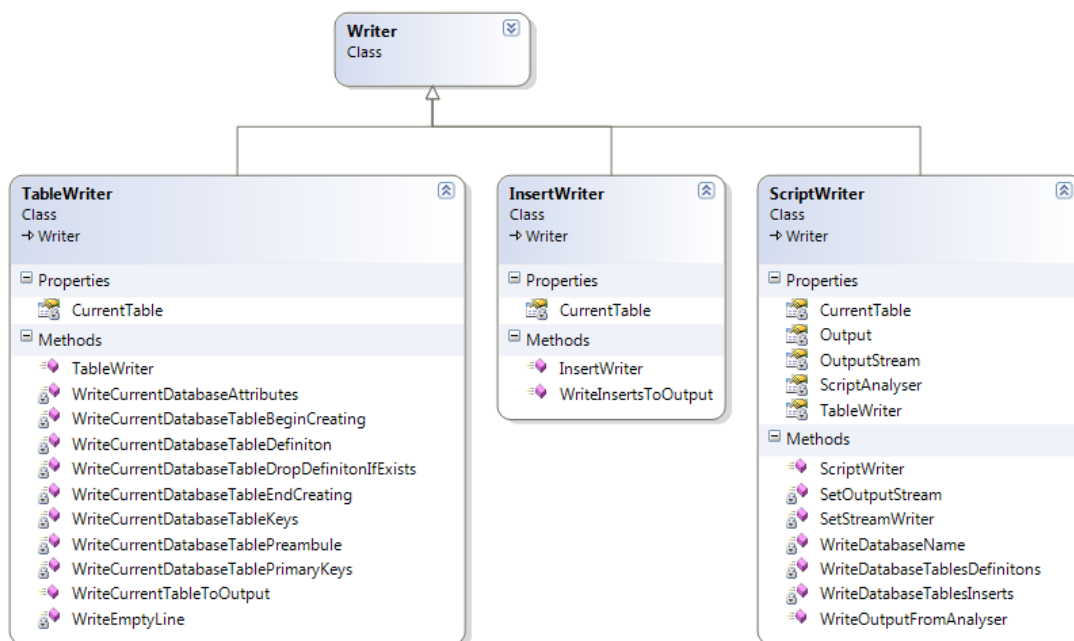 Writer
Class
TableWriter
Class
Writer
Properties
CurrentTable
Methods
TableWriter
WriteCurrentDatabaseAttributes
WriteCurrentDatabaseTableBeginCreating
WriteCurrentDatabaseTableDefiniton
WriteCurrentDatabaseTableDropDefinitonIfExists
WriteCurrentDatabaseTableEndCreating
WriteCurrentDatabaseTableKeys
WriteCurrentDatabaseTablePreambule
WriteCurrentDatabaseTablePrimaryKeys
WriteCurrentTableToOutput
WriteEmptyLine
InsertWriter
Class
Writer
Properties
CurrentTable
Methods
InsertWriter
WriteInsertsToOutput
ScriptWriter
Class
Writer
Properties
CurrentTable
Output
OutputStream
ScriptAnalyser
TableWriter
Methods
ScriptWriter
SetOutputStream
SetStreamWriter
WriteDatabaseName
WriteDatabaseTablesDefinitons
WriteDatabaseTablesInserts
WriteOutputFromAnalyser